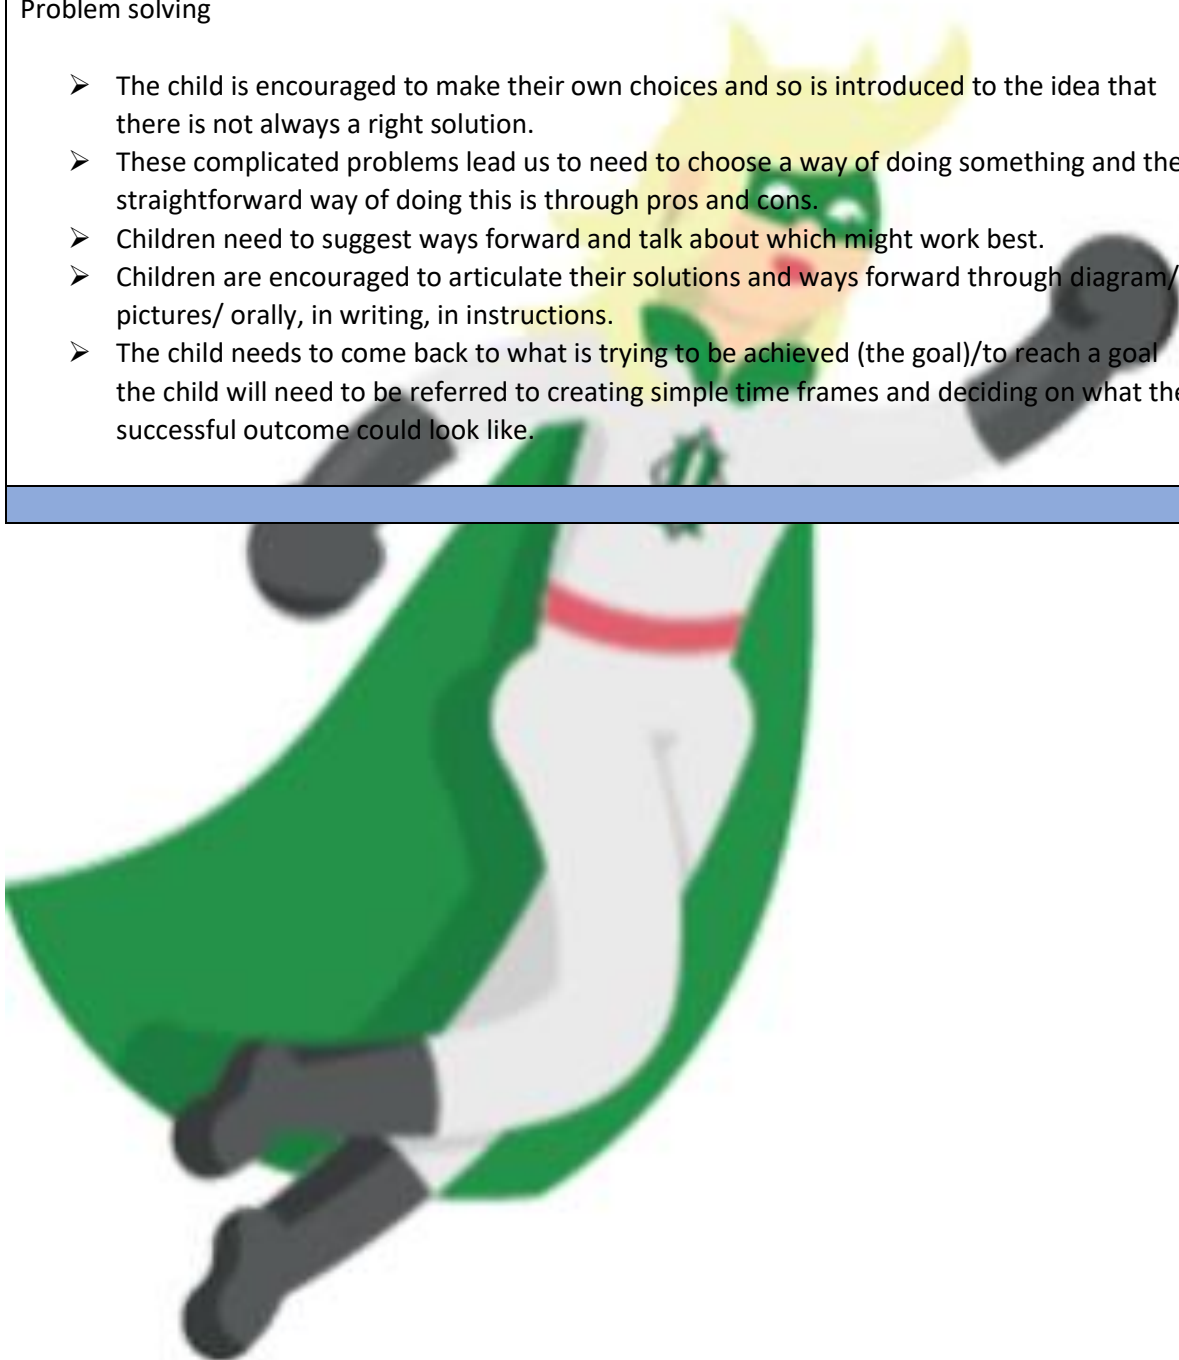 Problem solving
➢ The child is encouraged to make their own choices and so is introduced to the idea that
there is not always a right solution.
➢ These complicated problems lead us to need to choose a way of doing something and the
straightforward way of doing this is through pros and cons.
➢ Children need to suggest ways forward and talk about which might work best.
➢ Children are encouraged to articulate their solutions and ways forward through diagram/
pictures/ orally, in writing, in instructions.
➢ The child needs to come back to what is trying to be achieved (the goal)/to reach a goal
the child will need to be referred to creating simple time frames and deciding on what the
successful outcome could look like.